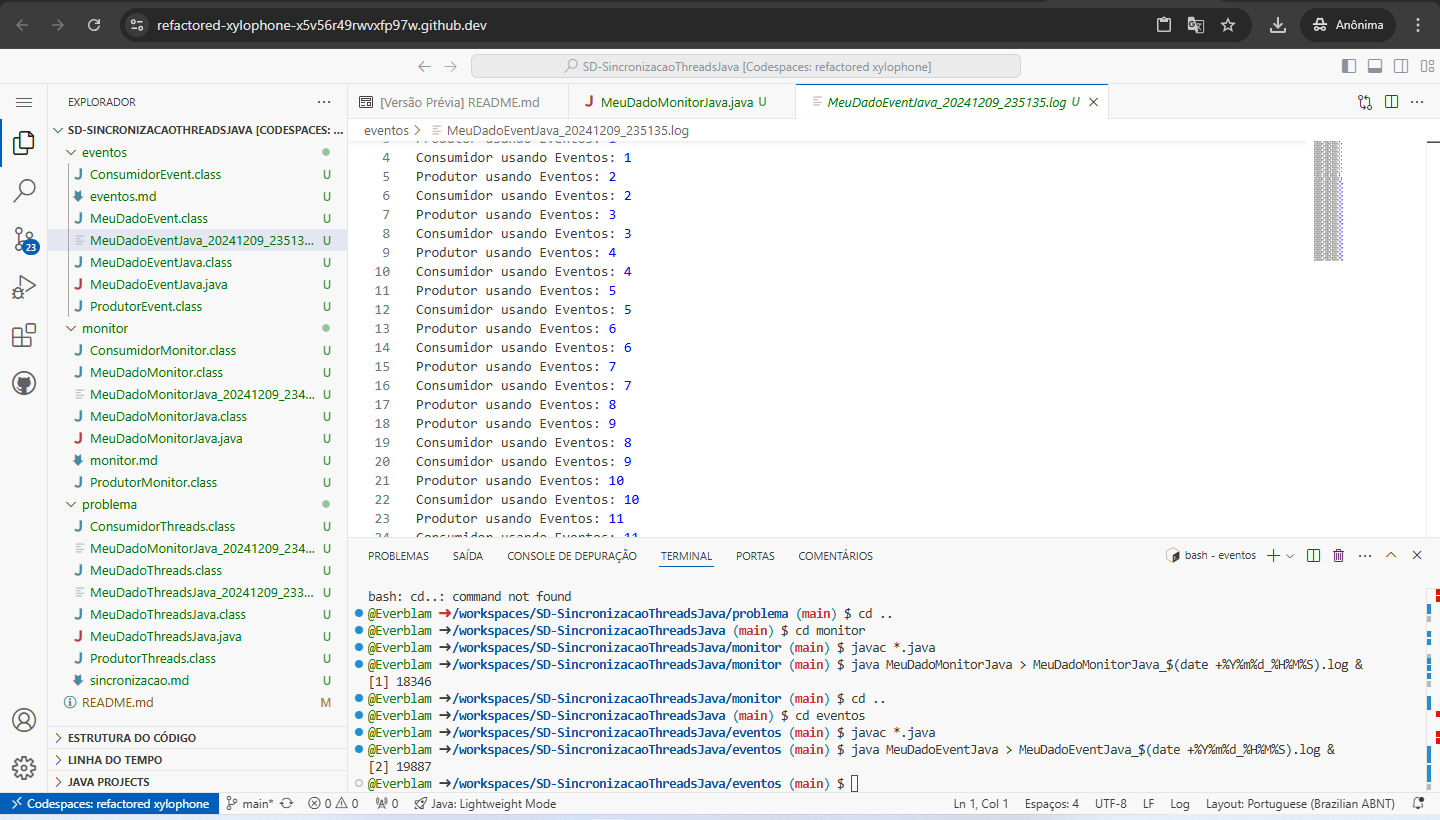 refactored-xylophone-x5v56r49rwvxfp97w.github.dev
Anônima
SD-SincronizacaoThreadsJava [Codespaces: refactored xylophone]
EXPLORADOR
SD-SINCRONIZACAOTHREADSJAVA [CODESPACES: ...
eventos
ConsumidorEvent.class U
eventos.md U
MeuDadoEvent.class U
MeuDadoEventJava_20241209_23513... U
MeuDadoEventJava.class U
MeuDadoEventJava.java U
ProdutorEvent.class U
monitor
ConsumidorMonitor.class U
MeuDadoMonitor.class U
MeuDadoMonitorJava_20241209_234... U
MeuDadoMonitorJava.class U
MeuDadoMonitorJava.java U
monitor.md U
ProdutorMonitor.class U
problema
ConsumidorThreads.class U
MeuDadoMonitorJava_20241209_234... U
MeuDadoThreads.class U
MeuDadoThreadsJava_20241209_233... U
MeuDadoThreadsJava.class U
MeuDadoThreadsJava.java U
ProdutorThreads.class U
sincronizacao.md U
README.md M
ESTRUTURA DO CÓDIGO
LINHA DO TEMPO
JAVA PROJECTS
23
[Versão Prévia] README.md
MeuDadoMonitorJava.java U
MeuDadoEventJava_20241209_235135.log U
eventos > MeuDadoEventJava_20241209_235135.log
3 Produtor usando Eventos: 1
4 Consumidor usando Eventos: 1
5 Produtor usando Eventos: 2
6 Consumidor usando Eventos: 2
7 Produtor usando Eventos: 3
8 Consumidor usando Eventos: 3
9 Produtor usando Eventos: 4
10 Consumidor usando Eventos: 4
11 Produtor usando Eventos: 5
12 Consumidor usando Eventos: 5
13 Produtor usando Eventos: 6
14 Consumidor usando Eventos: 6
15 Produtor usando Eventos: 7
16 Consumidor usando Eventos: 7
17 Produtor usando Eventos: 8
18 Produtor usando Eventos: 9
19 Consumidor usando Eventos: 8
20 Consumidor usando Eventos: 9
21 Produtor usando Eventos: 10
22 Consumidor usando Eventos: 10
23 Produtor usando Eventos: 11
24 Consumidor usando Eventos: 11
PROBLEMAS SAÍDA CONSOLE DE DEPURAÇÃO TERMINAL PORTAS COMENTÁRIOS
bash - eventos
bash: cd..: command not found
@Everblam ➜/workspaces/SD-SincronizacaoThreadsJava/problema (main) $ cd ..
@Everblam ➜/workspaces/SD-SincronizacaoThreadsJava (main) $ cd monitor
@Everblam ➜/workspaces/SD-SincronizacaoThreadsJava/monitor (main) $ javac *.java
@Everblam ➜/workspaces/SD-SincronizacaoThreadsJava/monitor (main) $ java MeuDadoMonitorJava > MeuDadoMonitorJava_$(date +%Y%m%d_%H%M%S).log &
[1] 18346
@Everblam ➜/workspaces/SD-SincronizacaoThreadsJava/monitor (main) $ cd ..
@Everblam ➜/workspaces/SD-SincronizacaoThreadsJava (main) $ cd eventos
@Everblam ➜/workspaces/SD-SincronizacaoThreadsJava/eventos (main) $ javac *.java
@Everblam ➜/workspaces/SD-SincronizacaoThreadsJava/eventos (main) $ java MeuDadoEventJava > MeuDadoEventJava_$(date +%Y%m%d_%H%M%S).log &
[2] 19887
@Everblam ➜/workspaces/SD-SincronizacaoThreadsJava/eventos (main) $
Codespaces: refactored xylophone main* 0 0 0 Java: Lightweight Mode Ln 1, Col 1 Espaços: 4 UTF-8 LF Log Layout: Portuguese (Brazilian ABNT)